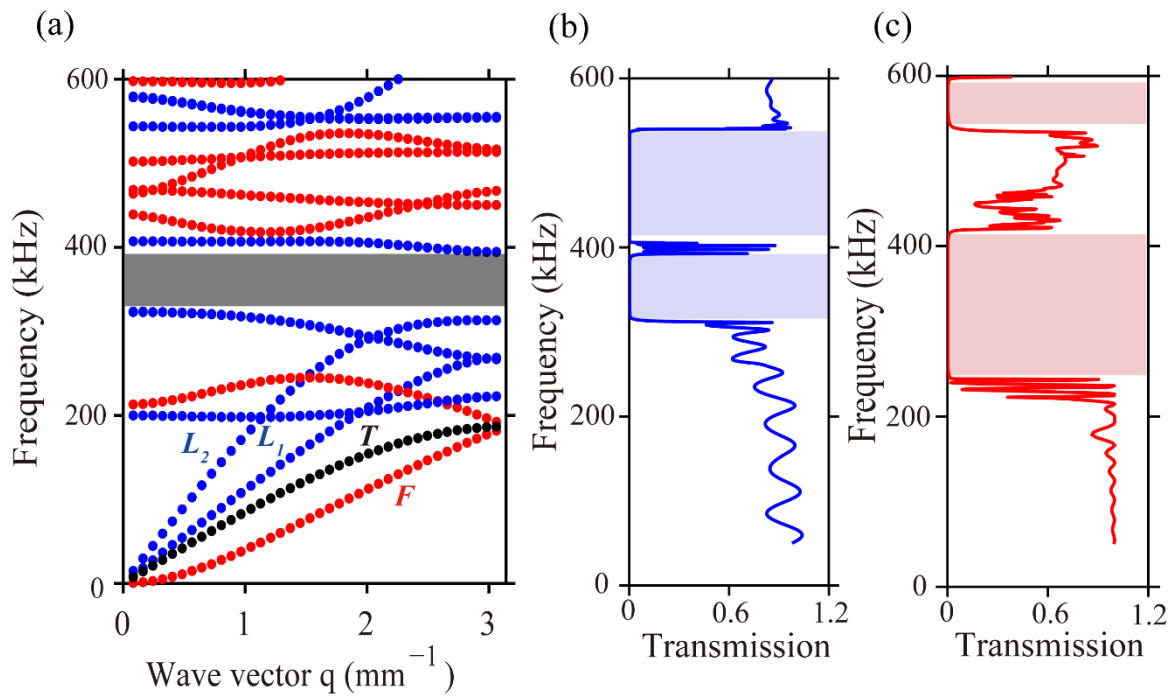 (a)
(b)
(c)
600
400
200
0
Frequency (kHz)
L2
L1
T
F
0
1
2
3
Wave vector q (mm⁻¹)
600
400
200
0
Frequency (kHz)
0
0.6
1.2
Transmission
600
400
200
0
Frequency (kHz)
0
0.6
1.2
Transmission